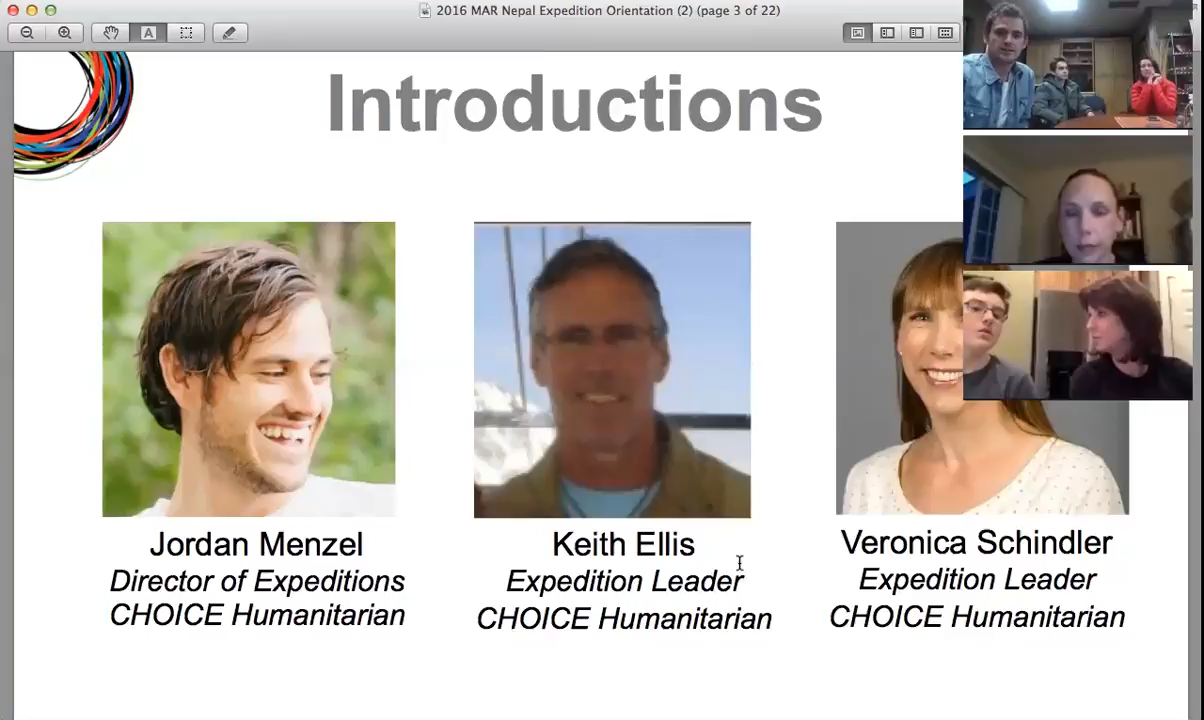 2016 MAR Nepal Expedition Orientation (2) (page 3 of 22)
A
Introductions
Jordan Menzel
Director of Expeditions
CHOICE Humanitarian
Keith Ellis
Expedition Leader
CHOICE Humanitarian
Veronica Schindler
Expedition Leader
CHOICE Humanitarian